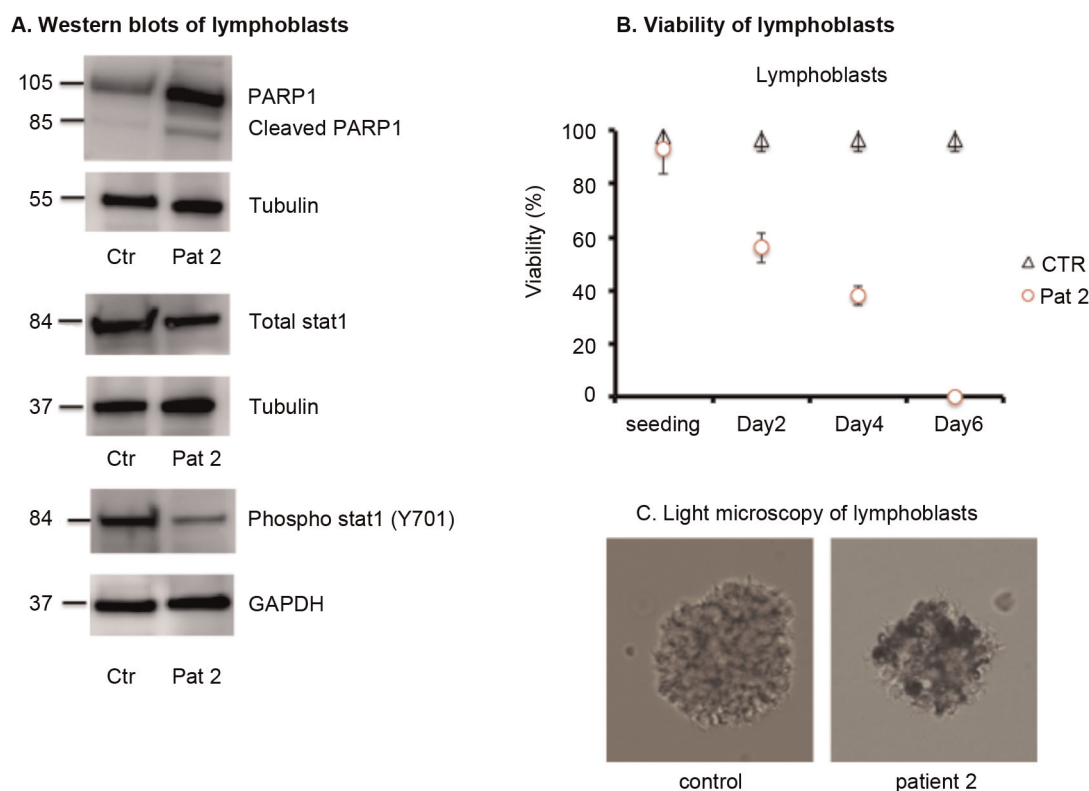 A. Western blots of lymphoblasts
105
PARP1
85
Cleaved PARP1
55
Tubulin
Ctr Pat 2
84
Total stat1
37
Tubulin
Ctr Pat 2
84
Phospho stat1 (Y701)
37
GAPDH
Ctr Pat 2
B. Viability of lymphoblasts
Lymphoblasts
Viability (%)
100
80
60
40
20
0
seeding Day2 Day4 Day6
CTR
Pat 2
C. Light microscopy of lymphoblasts
control patient 2